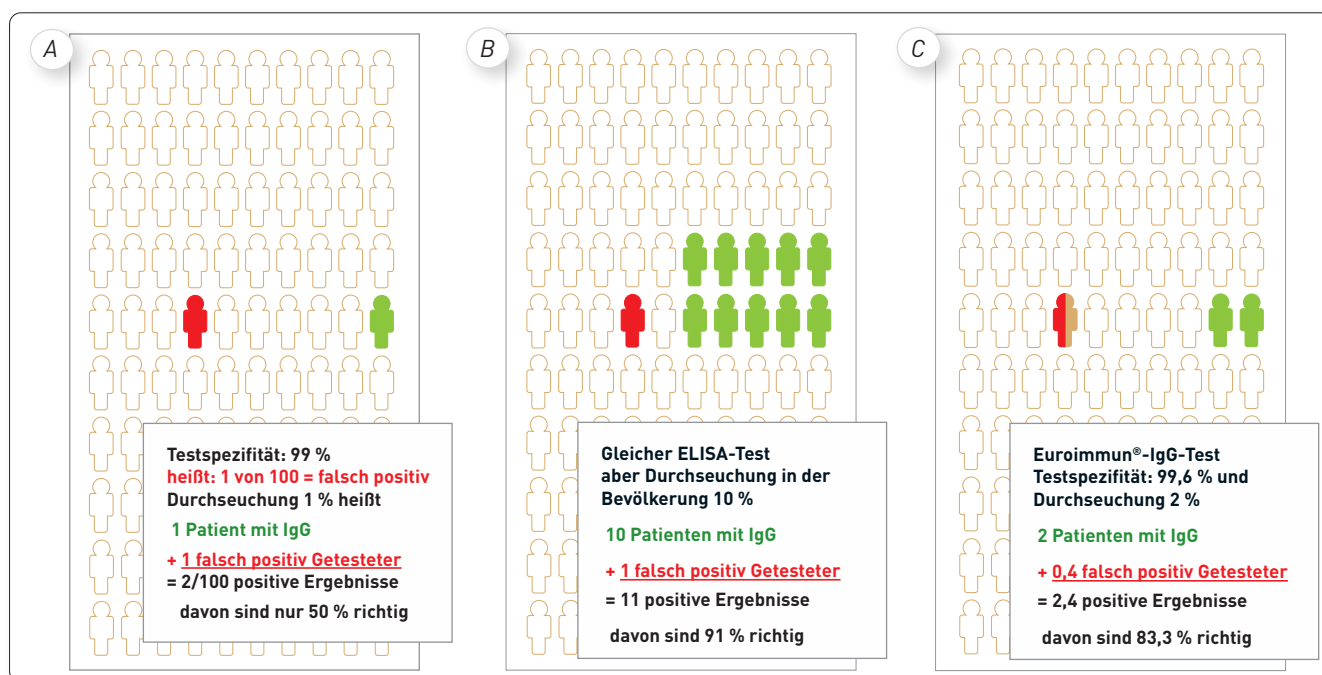 A
Testspezifität: 99 %
heißt: 1 von 100 = falsch positiv
Durchseuchung 1 % heißt
1 Patient mit IgG
+ 1 falsch positiv Getesteter
= 2/100 positive Ergebnisse
davon sind nur 50 % richtig
B
Gleicher ELISA-Test
aber Durchseuchung in der
Bevölkerung 10 %
10 Patienten mit IgG
+ 1 falsch positiv Getesteter
= 11 positive Ergebnisse
davon sind 91 % richtig
C
Euroimmun®-IgG-Test
Testspezifität: 99,6 % und
Durchseuchung 2 %
2 Patienten mit IgG
+ 0,4 falsch positiv Getesteter
= 2,4 positive Ergebnisse
davon sind 83,3 % richtig